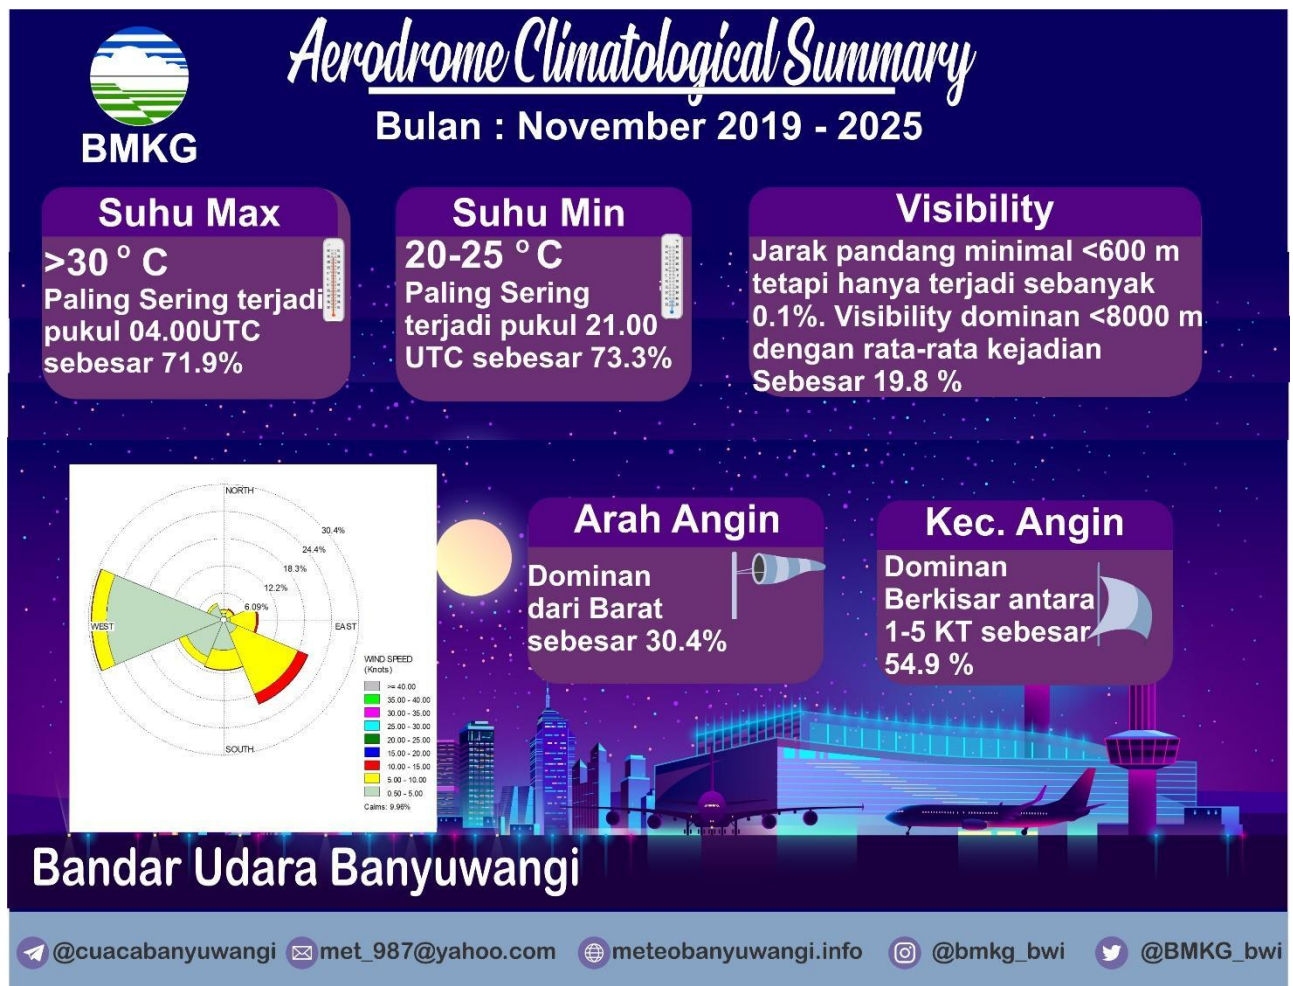 Aerodrome Climatological Summary
Bulan : November 2019 - 2025
BMKG
Suhu Max
>30 ° C
Paling Sering terjadi
pukul 04.00UTC
sebesar 71.9%
Suhu Min
20-25 ° C
Paling Sering
terjadi pukul 21.00
UTC sebesar 73.3%
Visibility
Jarak pandang minimal <600 m
tetapi hanya terjadi sebanyak
0.1%. Visibility dominan <8000 m
dengan rata-rata kejadian
Sebesar 19.8 %
NORTH
30.4%
24.4%
18.3%
12.2%
6.09%
WEST
EAST
SOUTH
WIND SPEED
(Knots)
>= 40.00
35.00 - 40.00
30.00 - 35.00
25.00 - 30.00
20.00 - 25.00
15.00 - 20.00
10.00 - 15.00
5.00 - 10.00
0.50 - 5.00
Calms: 9.96%
Arah Angin
Dominan
dari Barat
sebesar 30.4%
Kec. Angin
Dominan
Berkisar antara
1-5 KT sebesar
54.9 %
Bandar Udara Banyuwangi
@cuacabanyuwangi met_987@yahoo.com meteobanyuwangi.info @bmkg_bwi @BMKG_bwi